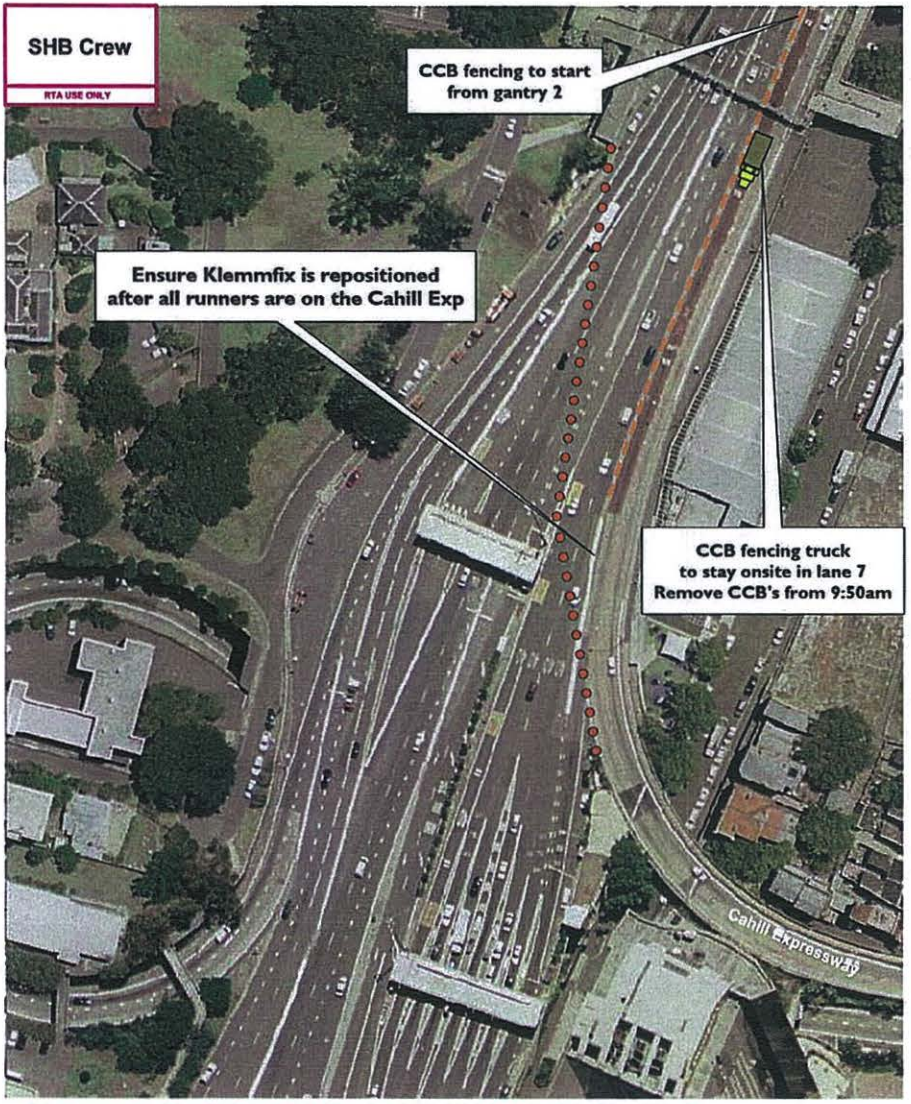 SHB Crew
RTA USE ONLY
CCB fencing to start
from gantry 2
Ensure Klemmfix is repositioned
after all runners are on the Cahill Exp
CCB fencing truck
to stay onsite in lane 7
Remove CCB's from 9:50am
Cahill Expressway